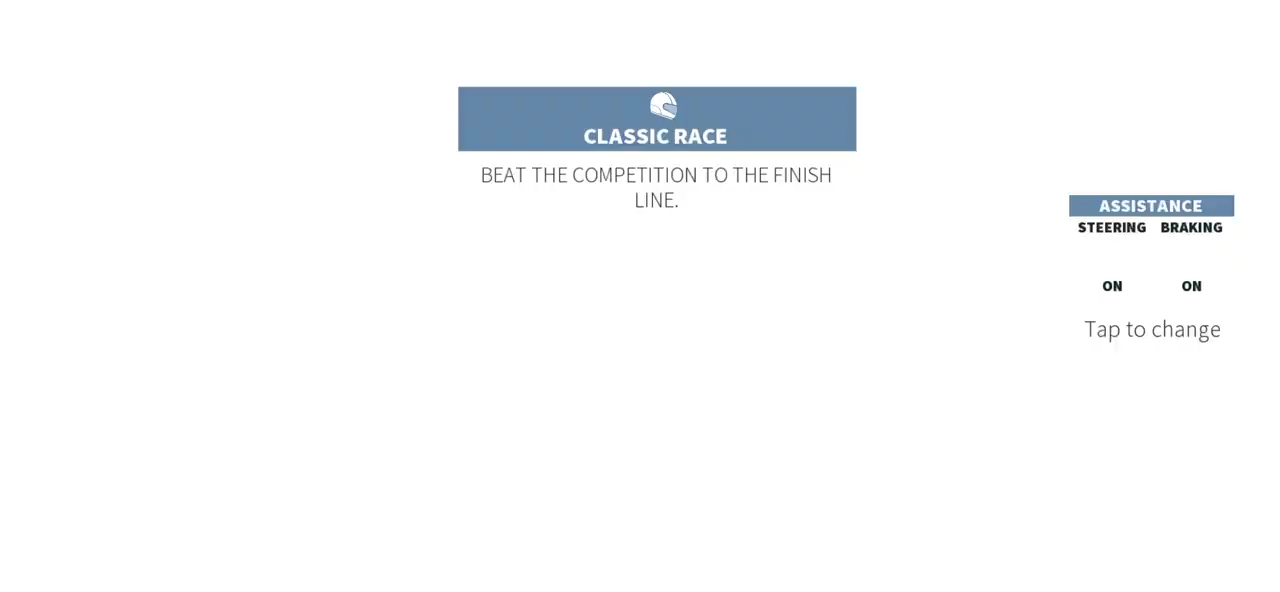 CLASSIC RACE
BEAT THE COMPETITION TO THE FINISH
LINE.
ASSISTANCE
STEERING BRAKING
ON ON
Tap to change